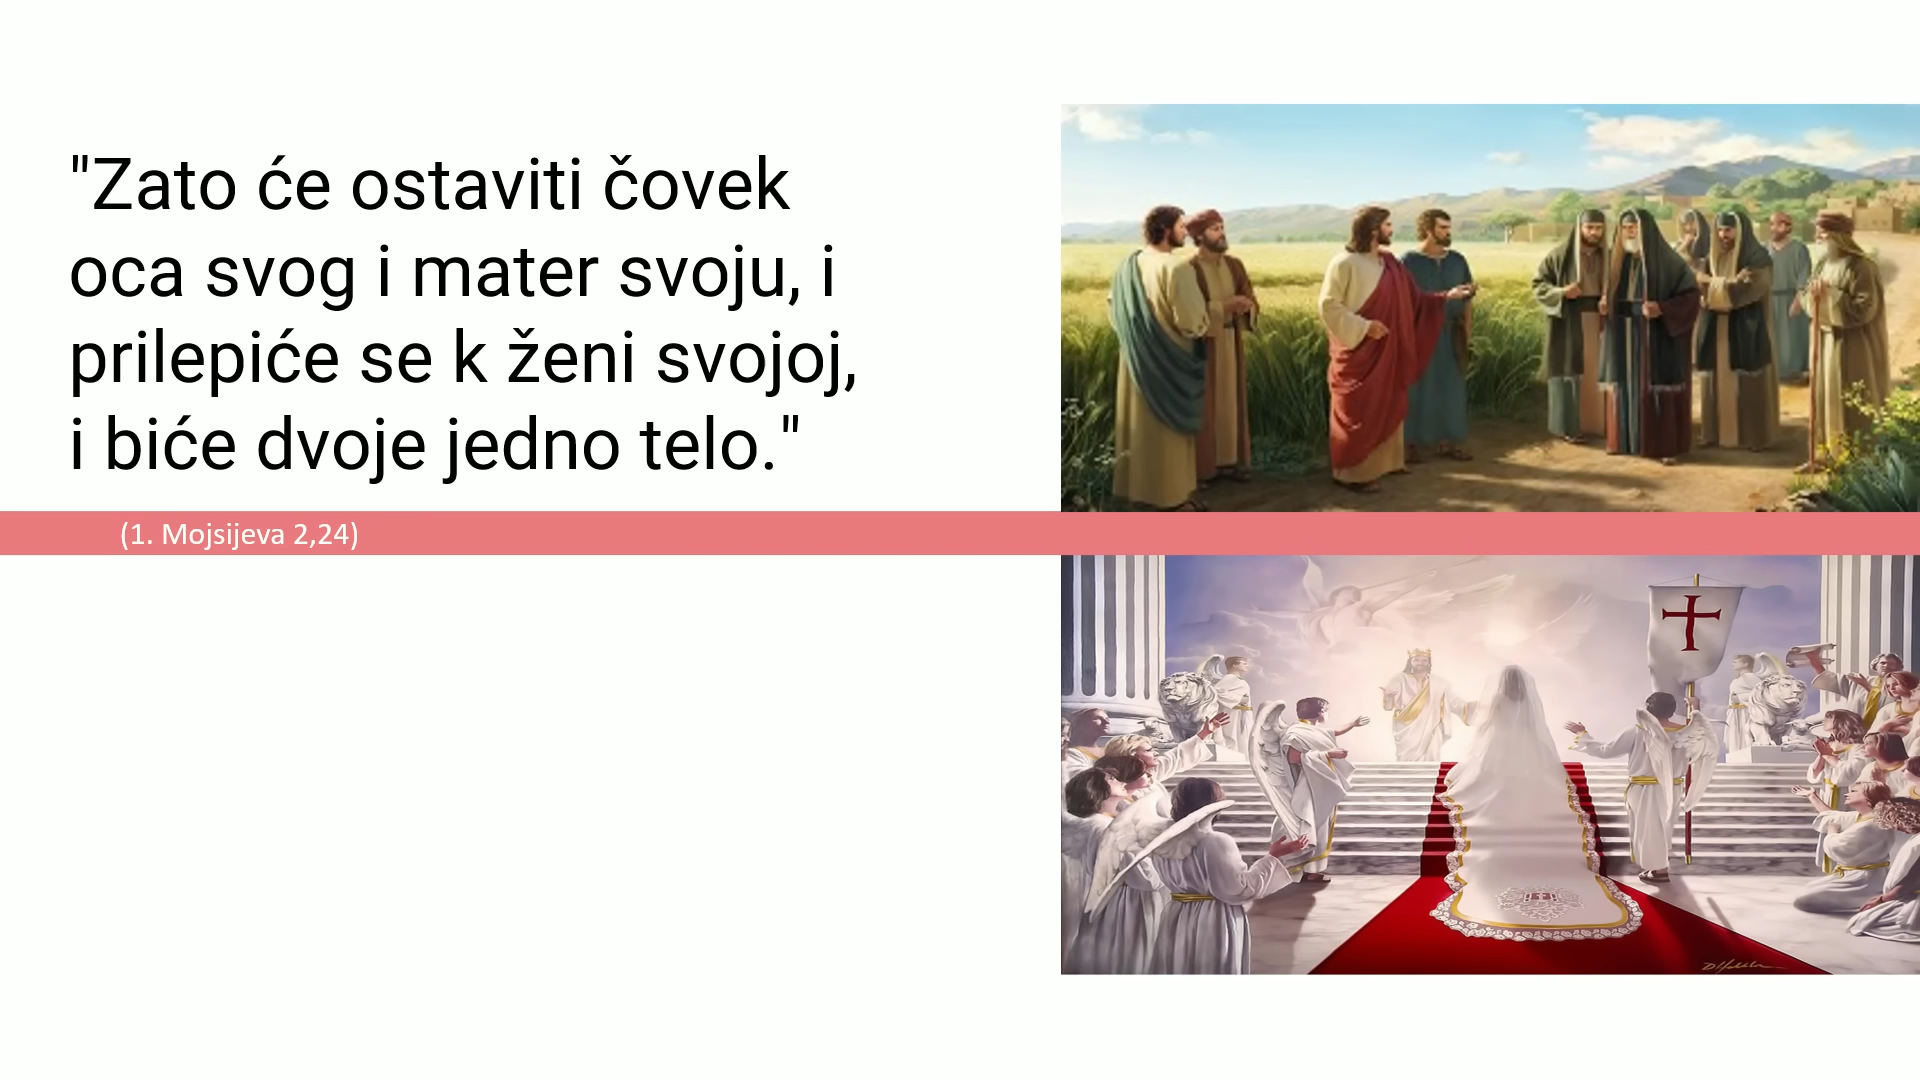 "Zato će ostaviti čovek
oca svog i mater svoju, i
prilepiće se k ženi svojoj,
i biće dvoje jedno telo."
(1. Mojsijeva 2,24)